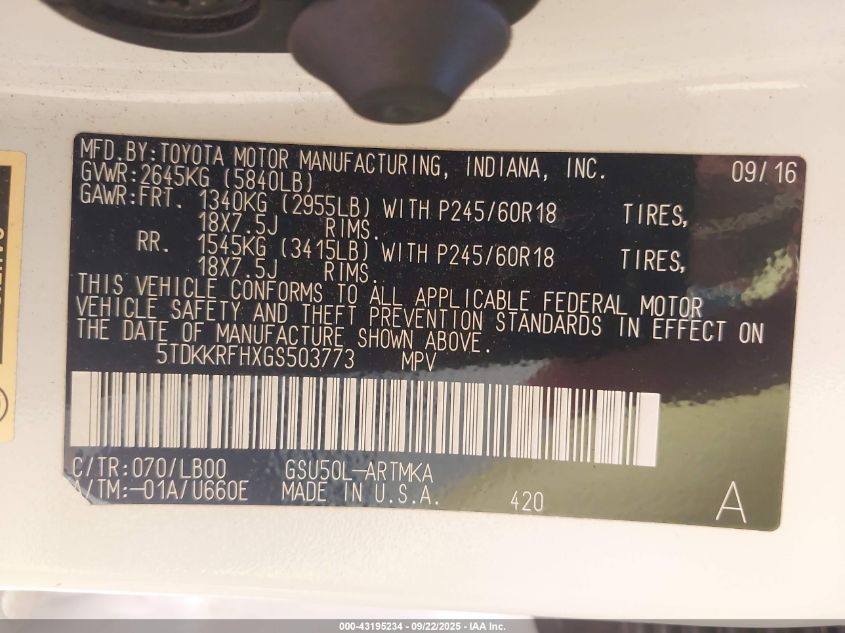 MFD.BY:TOYOTA MOTOR MANUFACTURING, INDIANA, INC. 09/16
GVWR:2645KG (5840LB)
GAWR:FRT. 1340KG (2955LB) WITH P245/60R18 TIRES,
18X7.5J RIMS.
RR. 1545KG (3415LB) WITH P245/60R18 TIRES,
18X7.5J RIMS.
THIS VEHICLE CONFORMS TO ALL APPLICABLE FEDERAL MOTOR
VEHICLE SAFETY AND THEFT PREVENTION STANDARDS IN EFFECT ON
THE DATE OF MANUFACTURE SHOWN ABOVE.
5TDKKRFHXGS503773 MPV
C/TR:070/LB00 GSU50L-ARTMKA
A/TM:-01A/U660E MADE IN U.S.A. 420 A
000-43195234 - 09/22/2025 - IAA Inc.